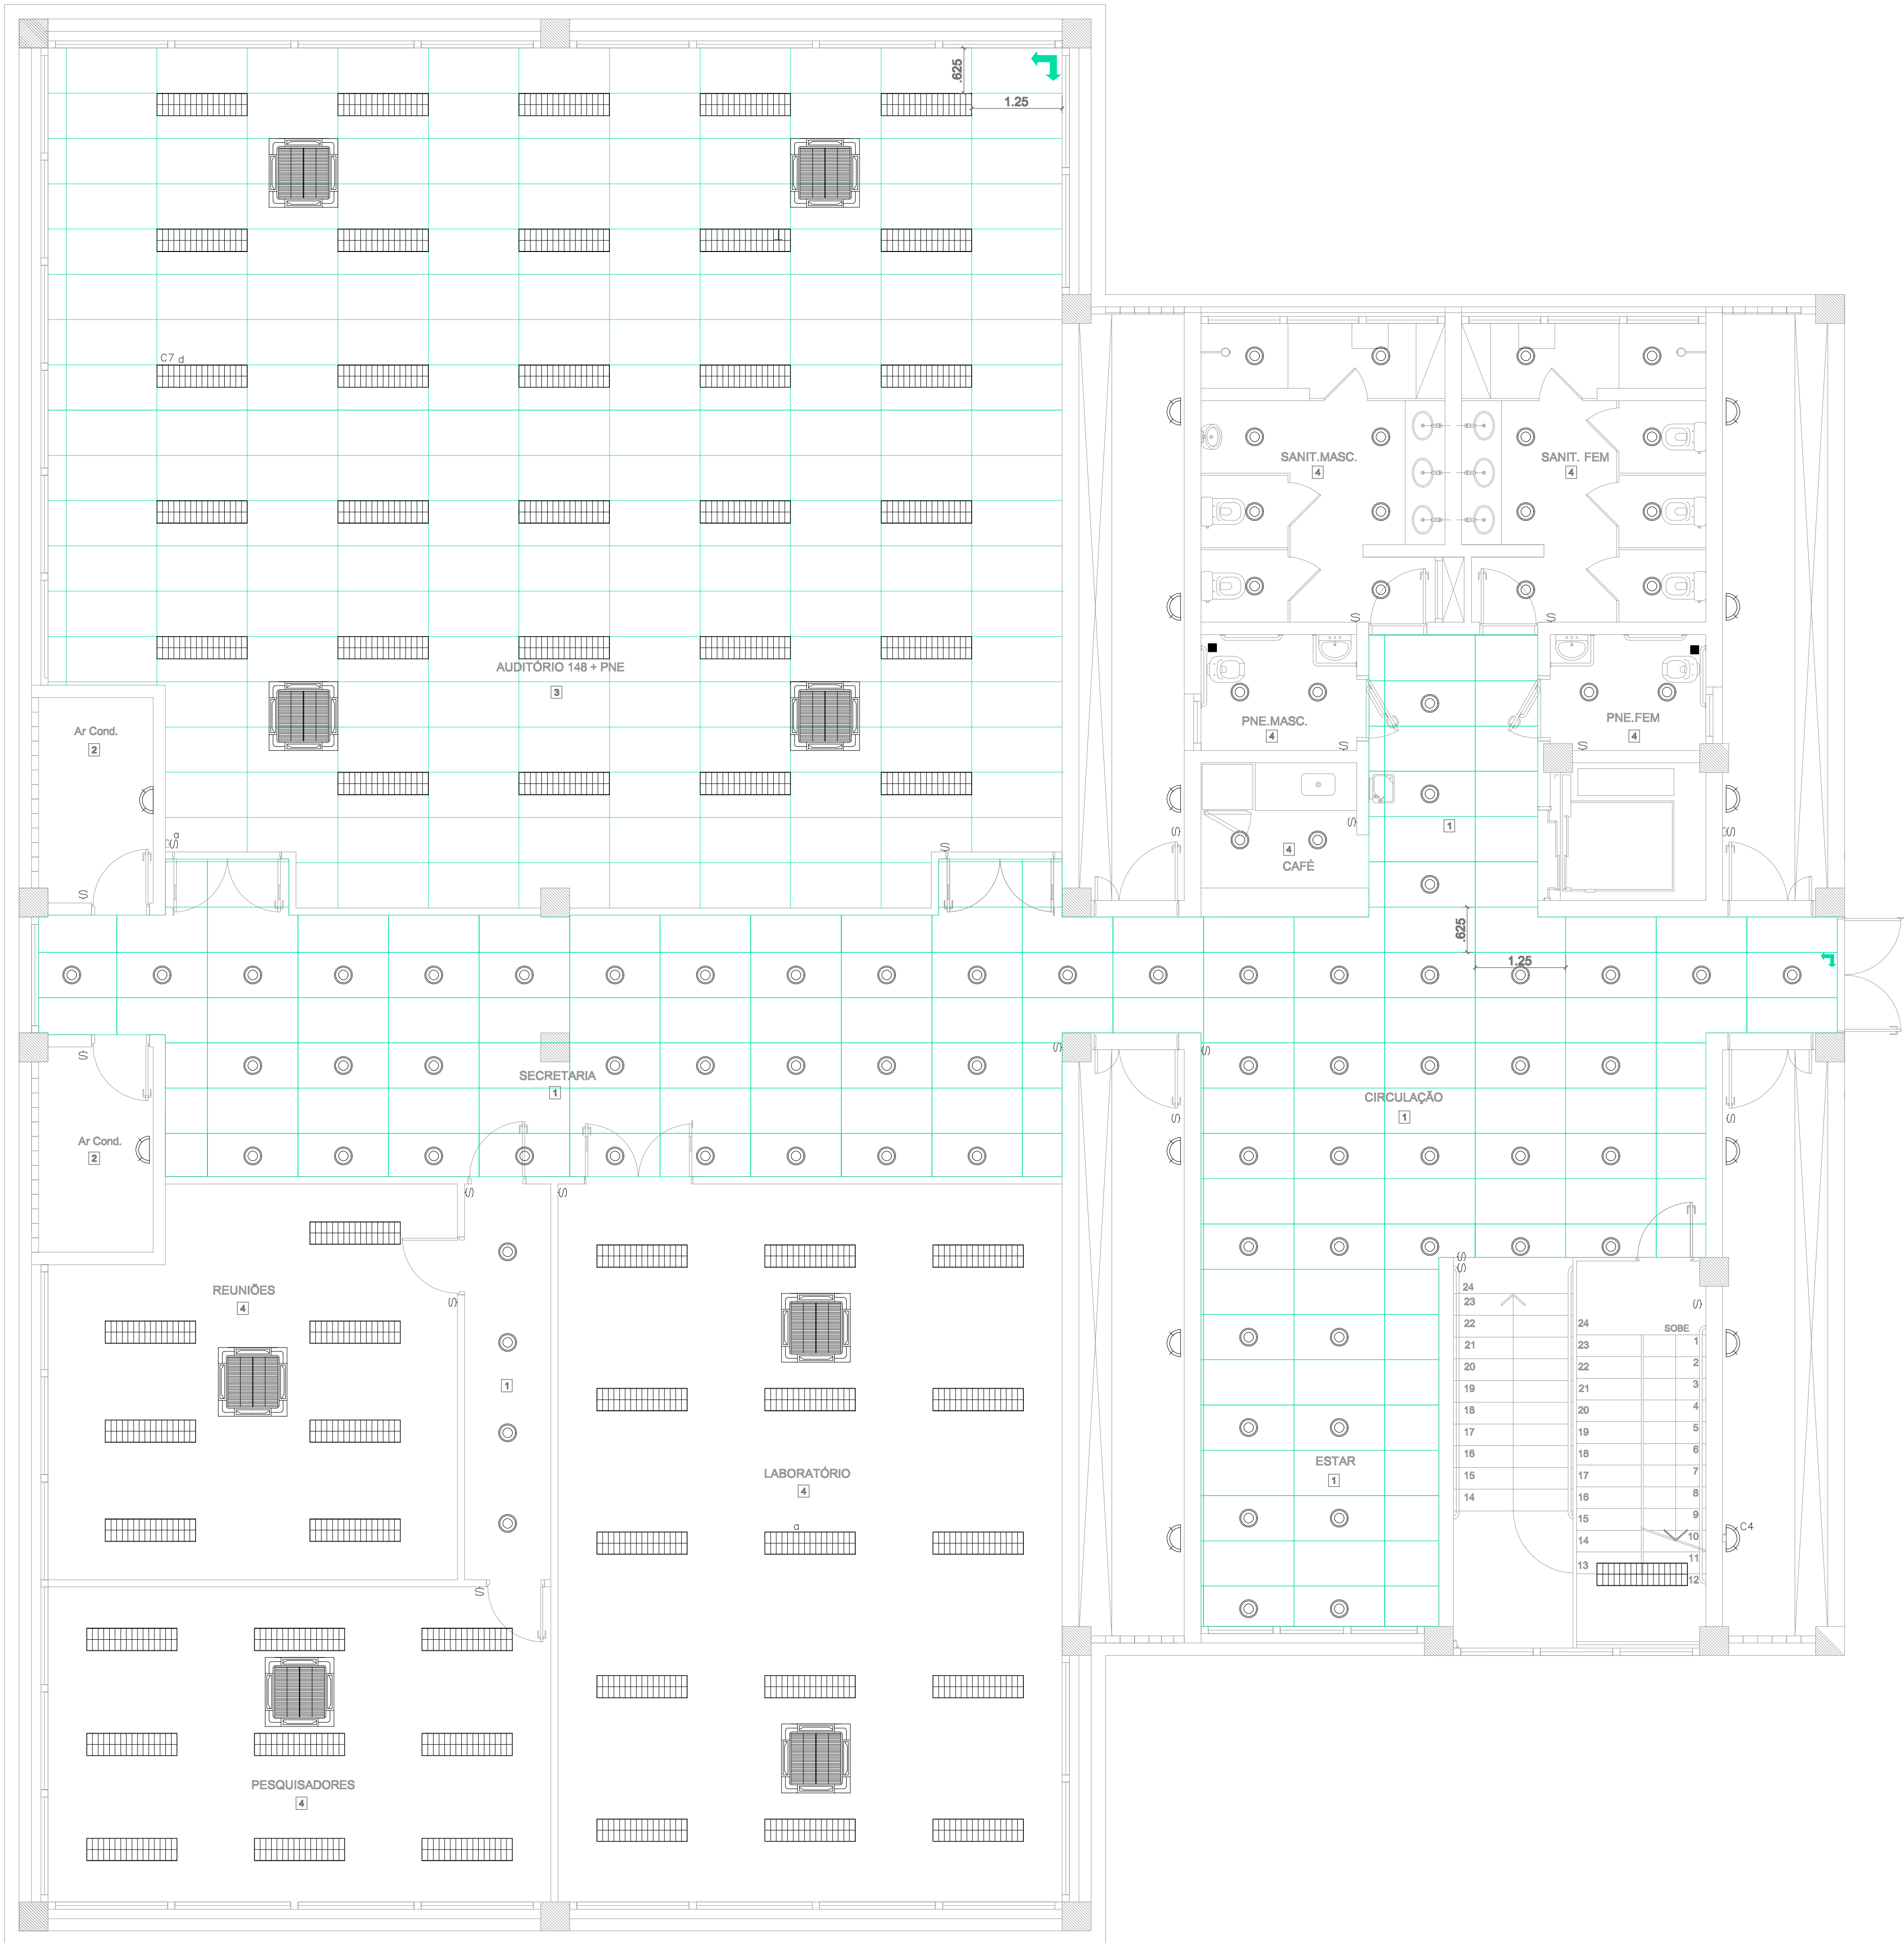 .625
1.25
C7 d
SANIT.MASC.
4
SANIT. FEM
4
S
S
AUDITÓRIO 148 + PNE
3
PNE.MASC.
4
PNE.FEM
4
Ar Cond.
2
S
S
S
1
S
S
a
S
S
4
CAFÉ
S
.625
1.25
S
S
S
SECRETARIA
1
CIRCULAÇÃO
1
S
S
Ar Cond.
2
S
S
REUNIÕES
4
S
S
S
S
24
23
22
21
20
19
18
17
16
15
14
24
23
22
21
20
19
18
17
16
15
14
13
SOBE
1
2
3
4
5
6
7
8
9
10
11
12
1
LABORATÓRIO
4
ESTAR
1
a
C4
S
PESQUISADORES
4